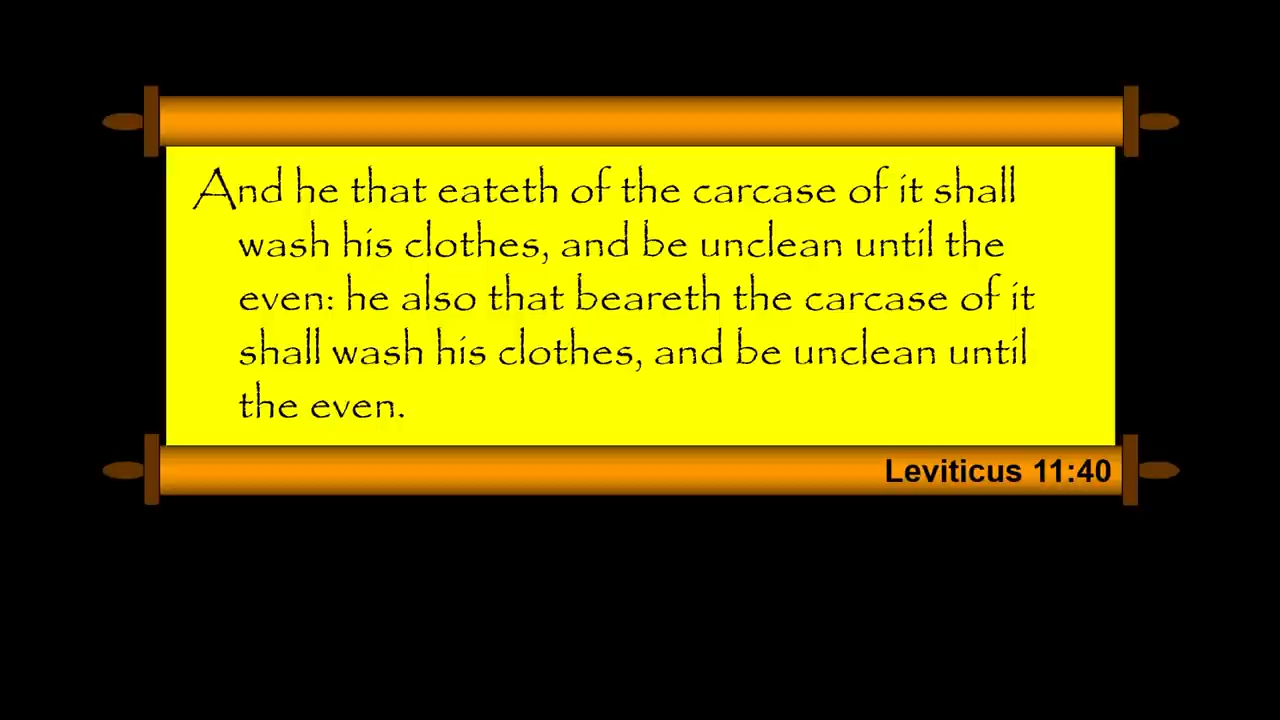 And he that eateth of the carcase of it shall
wash his clothes, and be unclean until the
even: he also that beareth the carcase of it
shall wash his clothes, and be unclean until
the even.
Leviticus 11:40